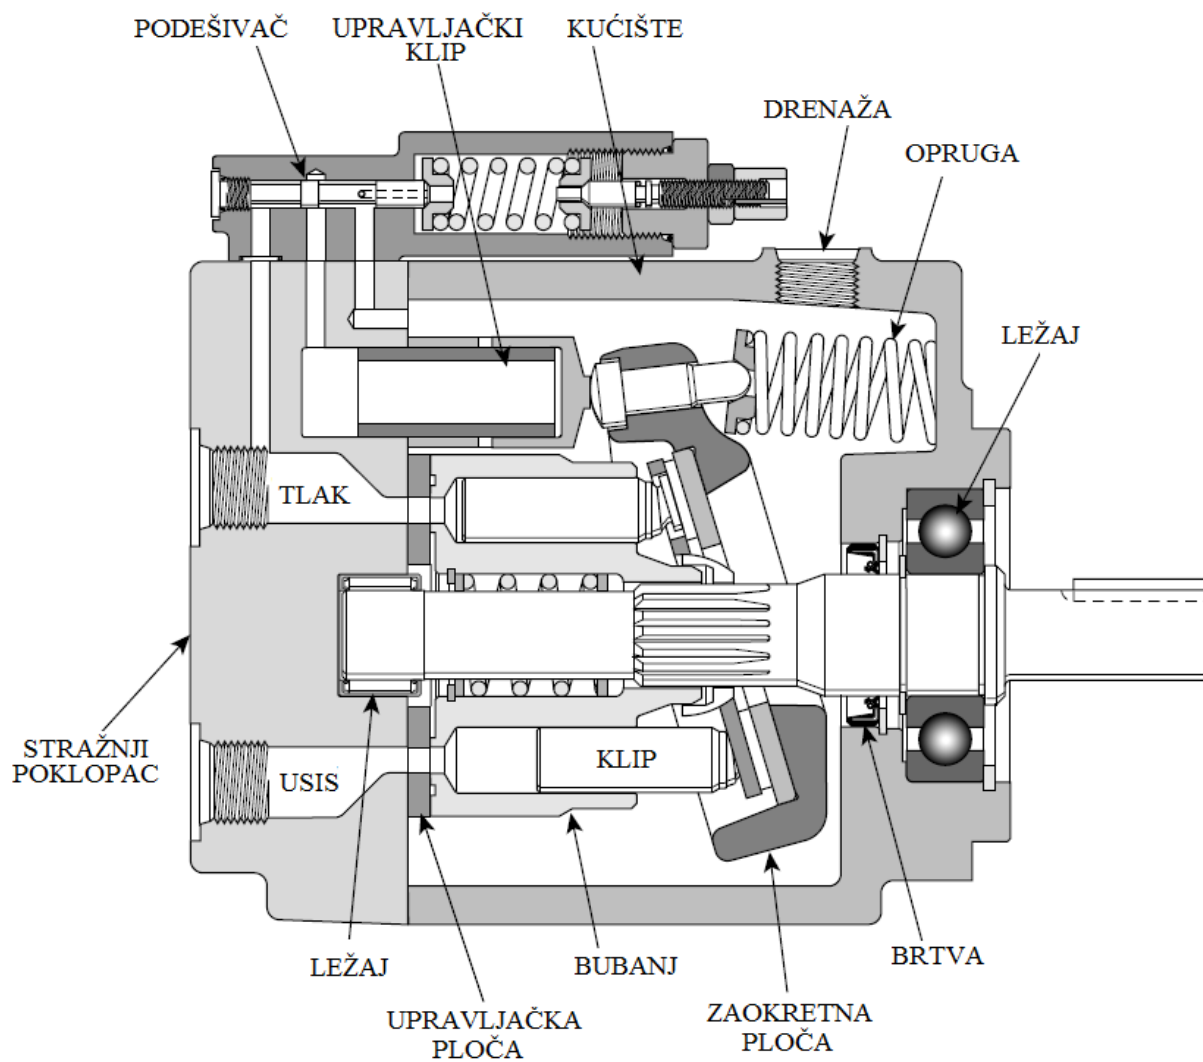 PODEŠIVAČ
UPRAVLJAČKI
KLIP
KUĆIŠTE
DRENAŽA
OPRUGA
LEŽAJ
TLAK
STRAŽNJI
POKLOPAC
USIS
KLIP
LEŽAJ
UPRAVLJAČKA
PLOČA
BUBANJ
ZAOKRETNA
PLOČA
BRTVA